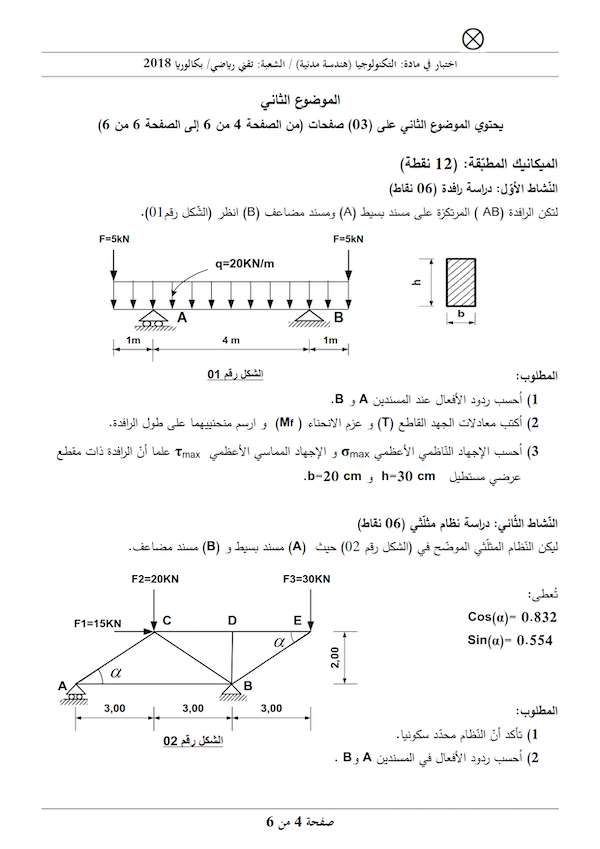 اختبار في مادة: التكنولوجيا (هندسة مدنية) / الشعبة: تقني رياضي/ بكالوريا 2018
الموضوع الثاني
يحتوي الموضوع الثاني على (03) صفحات (من الصفحة 4 من 6 إلى الصفحة 6 من 6)
الميكانيك المطبّقة: (12 نقطة)
النّشاط الأوّل: دراسة رافدة (06 نقاط)
لتكن الرافدة (AB ) المرتكزة على مسند بسيط (A) ومسند مضاعف (B) انظر (الشّكل رقم01).
F=5kN
F=5kN
q=20KN/m
A
B
h
b
1m
4 m
1m
الشكل رقم 01
المطلوب:
1) أحسب ردود الأفعال عند المسندين A و B.
2) أكتب معادلات الجهد القاطع (T) و عزم الانحناء ( Mf) و ارسم منحنييهما على طول الرافدة.
3) أحسب الإجهاد النّاظمي الأعظمي σmax و الإجهاد المماسي الأعظمي τmax علما أنّ الرافدة ذات مقطع
عرضي مستطيل h=30 cm و b=20 cm.
النّشاط الثّاني: دراسة نظام مثلّثي (06 نقاط)
ليكن النّظام المثلّثي الموضّح في (الشكل رقم 02) حيث (A) مسند بسيط و (B) مسند مضاعف.
F2=20KN
F3=30KN
تُعطى:
Cos(α)= 0.832
Sin(α)= 0.554
F1=15KN
C
D
E
α
α
2,00
A
B
3,00
3,00
3,00
الشكل رقم 02
المطلوب:
1) تأكد أنّ النّظام محدّد سكونيا.
2) أحسب ردود الأفعال في المسندين A و B .
صفحة 4 من 6